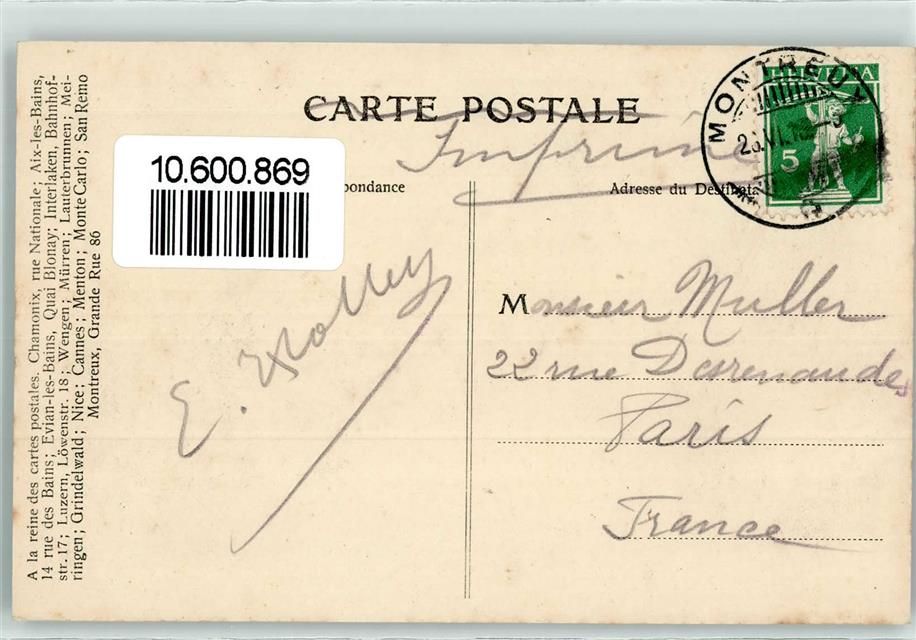 CARTE POSTALE
Imprimé
10.600.869
pondance
Adresse du Destinata
MONTREUX
HELVETIA
5
E. Holley
Monsieur Muller
22 rue Desrenaudes
Paris
France
A la reine des cartes postales. Chamonix, rue Nationale; Aix-les-Bains,
14 rue des Bains; Evian-les-Bains, Quai Blonay; Interlaken, Bahnhof-
str. 17; Luzern, Löwenstr. 18; Wengen; Mürren; Lauterbrunnen; Mei-
ringen; Grindelwald; Nice; Cannes; Menton; Monte Carlo; San Remo
Montreux, Grande Rue 86